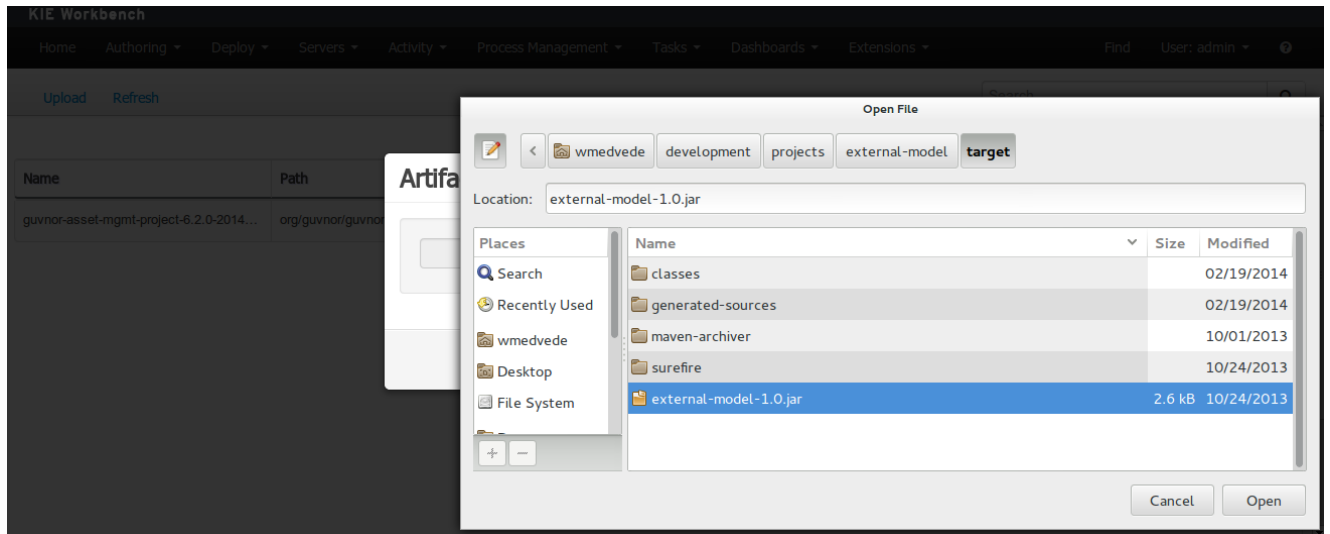 KIE Workbench
Home Authoring Deploy Servers Activity Process Management Tasks Dashboards Extensions Find User: admin
Upload Refresh Search
Open File
wmedvede development projects external-model target
Name Path Artifa
Location: external-model-1.0.jar
guvnor-asset-mgmt-project-6.2.0-2014... org/guvnor/guvnor
Places Name Size Modified
Search classes 02/19/2014
Recently Used generated-sources 02/19/2014
wmedvede maven-archiver 10/01/2013
Desktop surefire 10/24/2013
File System external-model-1.0.jar 2.6 kB 10/24/2013
Cancel Open